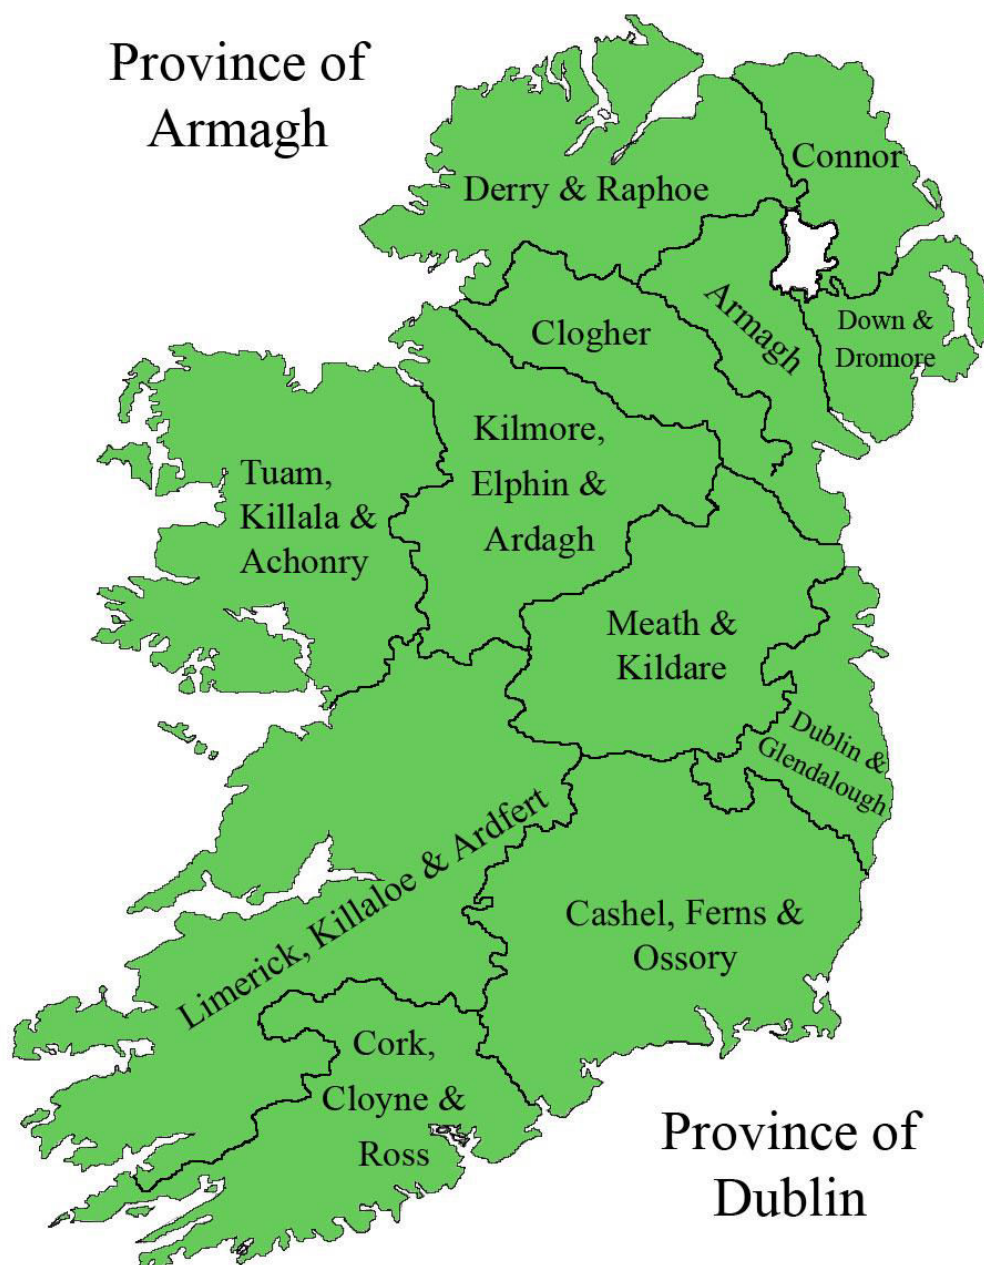 Province of
Armagh
Connor
Derry & Raphoe
Armagh
Clogher
Down &
Dromore
Kilmore,
Elphin &
Ardagh
Tuam,
Killala &
Achonry
Meath &
Kildare
Dublin &
Glendalough
Limerick, Killaloe & Ardfert
Cashel, Ferns &
Ossory
Cork,
Cloyne &
Ross
Province of
Dublin